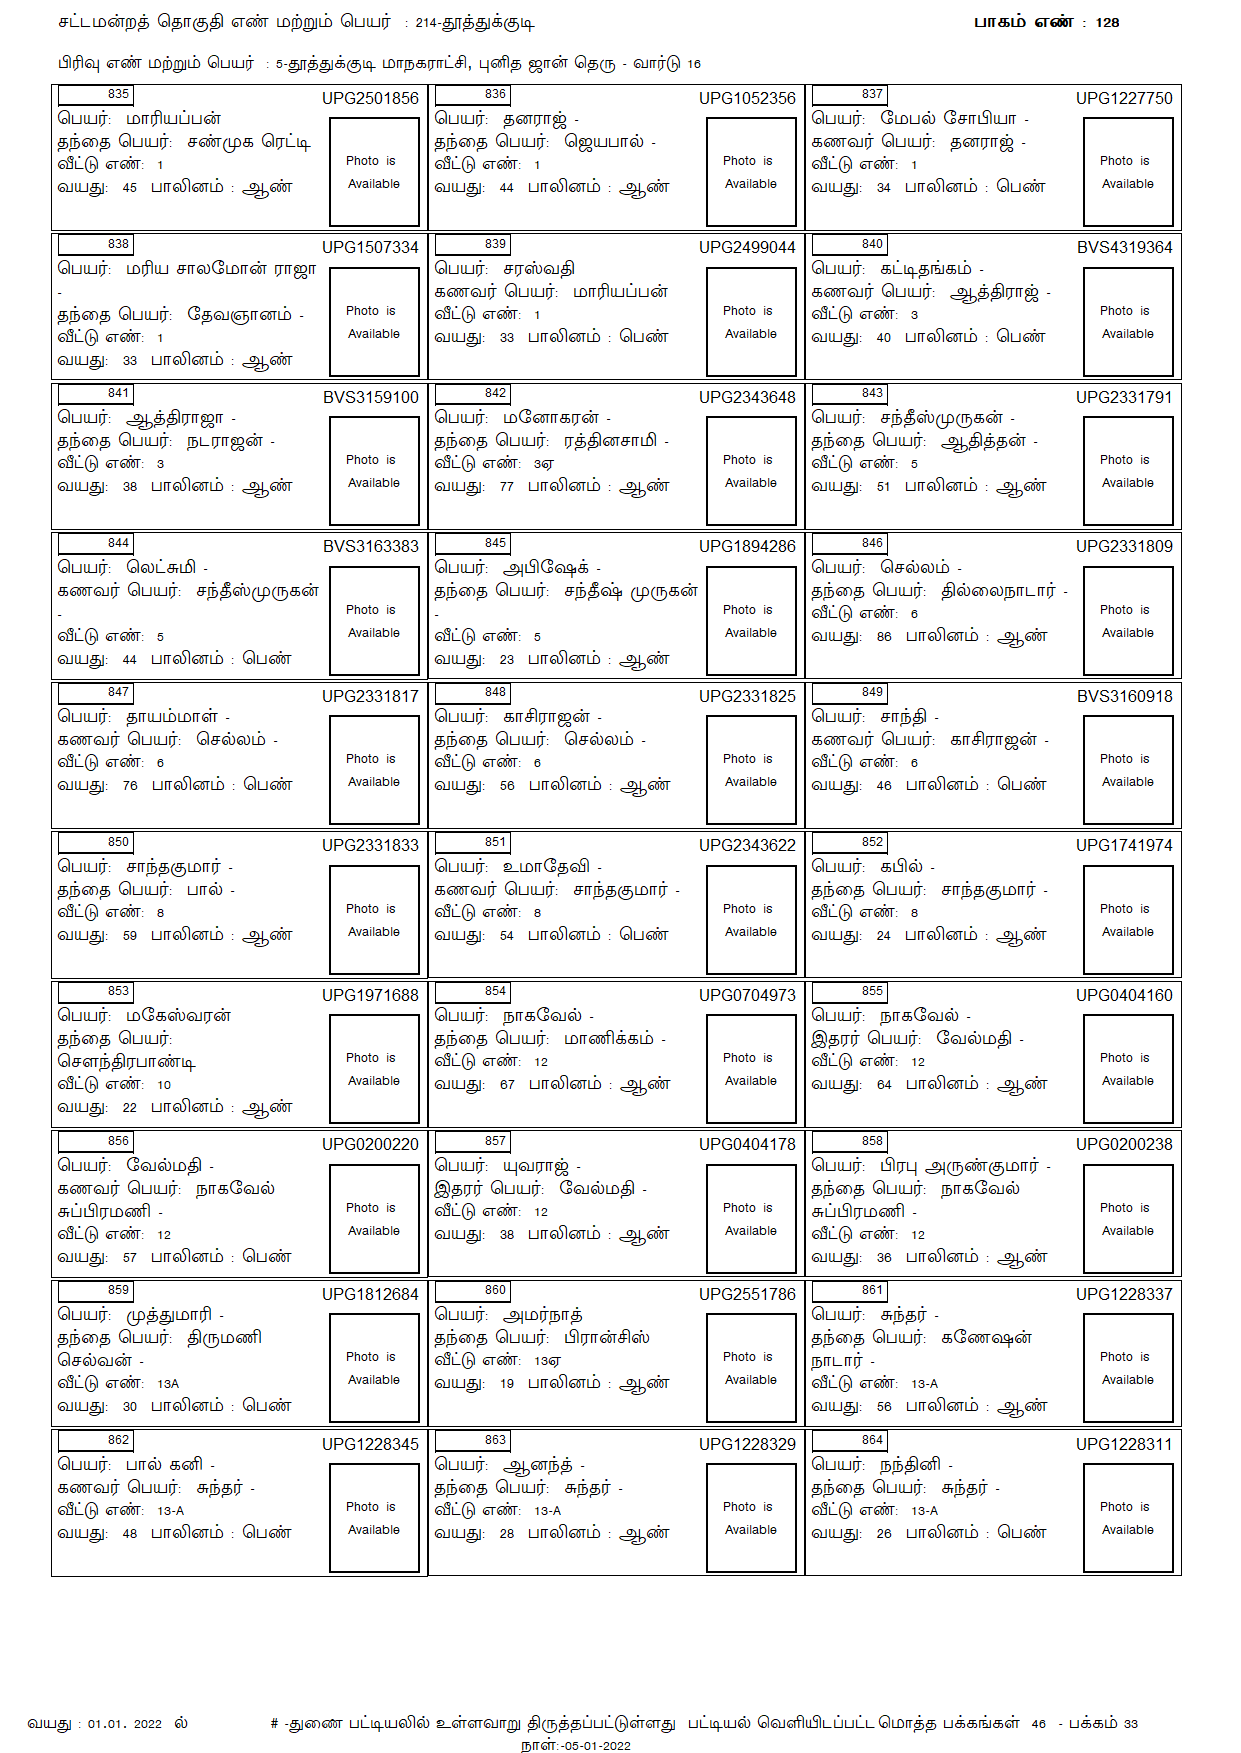 சட்டமன்றத் தொகுதி எண் மற்றும் பெயர் : 214-தூத்துக்குடி பாகம் எண் : 128
பிரிவு எண் மற்றும் பெயர் : 5-தூத்துக்குடி மாநகராட்சி, புனித ஜான் தெரு - வார்டு 16
835 UPG2501856
பெயர்: மாரியப்பன்
தந்தை பெயர்: சண்முக ரெட்டி
வீட்டு எண்: 1
Photo is
வயது: 45 பாலினம் : ஆண்
Available
836 UPG1052356
பெயர்: தனராஜ் -
தந்தை பெயர்: ஜெயபால் -
வீட்டு எண்: 1
Photo is
வயது: 44 பாலினம் : ஆண்
Available
837 UPG1227750
பெயர்: மேபல் சோபியா -
கணவர் பெயர்: தனராஜ் -
வீட்டு எண்: 1
Photo is
வயது: 34 பாலினம் : பெண்
Available
838 UPG1507334
பெயர்: மரிய சாலமோன் ராஜா
-
தந்தை பெயர்: தேவஞானம் -
Photo is
வீட்டு எண்: 1
Available
வயது: 33 பாலினம் : ஆண்
839 UPG2499044
பெயர்: சரஸ்வதி
கணவர் பெயர்: மாரியப்பன்
வீட்டு எண்: 1
Photo is
வயது: 33 பாலினம் : பெண்
Available
840 BVS4319364
பெயர்: கட்டிதங்கம் -
கணவர் பெயர்: ஆத்திராஜ் -
வீட்டு எண்: 3
Photo is
வயது: 40 பாலினம் : பெண்
Available
841 BVS3159100
பெயர்: ஆத்திராஜா -
தந்தை பெயர்: நடராஜன் -
வீட்டு எண்: 3
Photo is
வயது: 38 பாலினம் : ஆண்
Available
842 UPG2343648
பெயர்: மனோகரன் -
தந்தை பெயர்: ரத்தினசாமி -
வீட்டு எண்: 3ஏ
Photo is
வயது: 77 பாலினம் : ஆண்
Available
843 UPG2331791
பெயர்: சந்தீஸ்முருகன் -
தந்தை பெயர்: ஆதித்தன் -
வீட்டு எண்: 5
Photo is
வயது: 51 பாலினம் : ஆண்
Available
844 BVS3163383
பெயர்: லெட்சுமி -
கணவர் பெயர்: சந்தீஸ்முருகன்
-
Photo is
வீட்டு எண்: 5
Available
வயது: 44 பாலினம் : பெண்
845 UPG1894286
பெயர்: அபிஷேக் -
தந்தை பெயர்: சந்தீஷ் முருகன்
-
Photo is
வீட்டு எண்: 5
Available
வயது: 23 பாலினம் : ஆண்
846 UPG2331809
பெயர்: செல்லம் -
தந்தை பெயர்: தில்லைநாடார் -
வீட்டு எண்: 6
Photo is
வயது: 86 பாலினம் : ஆண்
Available
847 UPG2331817
பெயர்: தாயம்மாள் -
கணவர் பெயர்: செல்லம் -
வீட்டு எண்: 6
Photo is
வயது: 76 பாலினம் : பெண்
Available
848 UPG2331825
பெயர்: காசிராஜன் -
தந்தை பெயர்: செல்லம் -
வீட்டு எண்: 6
Photo is
வயது: 56 பாலினம் : ஆண்
Available
849 BVS3160918
பெயர்: சாந்தி -
கணவர் பெயர்: காசிராஜன் -
வீட்டு எண்: 6
Photo is
வயது: 46 பாலினம் : பெண்
Available
850 UPG2331833
பெயர்: சாந்தகுமார் -
தந்தை பெயர்: பால் -
வீட்டு எண்: 8
Photo is
வயது: 59 பாலினம் : ஆண்
Available
851 UPG2343622
பெயர்: உமாதேவி -
கணவர் பெயர்: சாந்தகுமார் -
வீட்டு எண்: 8
Photo is
வயது: 54 பாலினம் : பெண்
Available
852 UPG1741974
பெயர்: கபில் -
தந்தை பெயர்: சாந்தகுமார் -
வீட்டு எண்: 8
Photo is
வயது: 24 பாலினம் : ஆண்
Available
853 UPG1971688
பெயர்: மகேஸ்வரன்
தந்தை பெயர்:
சௌந்திரபாண்டி
Photo is
வீட்டு எண்: 10
Available
வயது: 22 பாலினம் : ஆண்
854 UPG0704973
பெயர்: நாகவேல் -
தந்தை பெயர்: மாணிக்கம் -
வீட்டு எண்: 12
Photo is
வயது: 67 பாலினம் : ஆண்
Available
855 UPG0404160
பெயர்: நாகவேல் -
இதரர் பெயர்: வேல்மதி -
வீட்டு எண்: 12
Photo is
வயது: 64 பாலினம் : ஆண்
Available
856 UPG0200220
பெயர்: வேல்மதி -
கணவர் பெயர்: நாகவேல்
சுப்பிரமணி -
Photo is
வீட்டு எண்: 12
Available
வயது: 57 பாலினம் : பெண்
857 UPG0404178
பெயர்: யுவராஜ் -
இதரர் பெயர்: வேல்மதி -
வீட்டு எண்: 12
Photo is
வயது: 38 பாலினம் : ஆண்
Available
858 UPG0200238
பெயர்: பிரபு அருண்குமார் -
தந்தை பெயர்: நாகவேல்
சுப்பிரமணி -
Photo is
வீட்டு எண்: 12
Available
வயது: 36 பாலினம் : ஆண்
859 UPG1812684
பெயர்: முத்துமாரி -
தந்தை பெயர்: திருமணி
செல்வன் -
Photo is
வீட்டு எண்: 13A
Available
வயது: 30 பாலினம் : பெண்
860 UPG2551786
பெயர்: அமர்நாத்
தந்தை பெயர்: பிரான்சிஸ்
வீட்டு எண்: 13ஏ
Photo is
வயது: 19 பாலினம் : ஆண்
Available
861 UPG1228337
பெயர்: சுந்தர் -
தந்தை பெயர்: கணேஷன்
நாடார் -
Photo is
வீட்டு எண்: 13-A
Available
வயது: 56 பாலினம் : ஆண்
862 UPG1228345
பெயர்: பால் கனி -
கணவர் பெயர்: சுந்தர் -
வீட்டு எண்: 13-A
Photo is
வயது: 48 பாலினம் : பெண்
Available
863 UPG1228329
பெயர்: ஆனந்த் -
தந்தை பெயர்: சுந்தர் -
வீட்டு எண்: 13-A
Photo is
வயது: 28 பாலினம் : ஆண்
Available
864 UPG1228311
பெயர்: நந்தினி -
தந்தை பெயர்: சுந்தர் -
வீட்டு எண்: 13-A
Photo is
வயது: 26 பாலினம் : பெண்
Available
வயது : 01.01. 2022 ல் # -துணை பட்டியலில் உள்ளவாறு திருத்தப்பட்டுள்ளது பட்டியல் வெளியிடப்பட்ட மொத்த பக்கங்கள் 46 - பக்கம் 33
நாள்:-05-01-2022